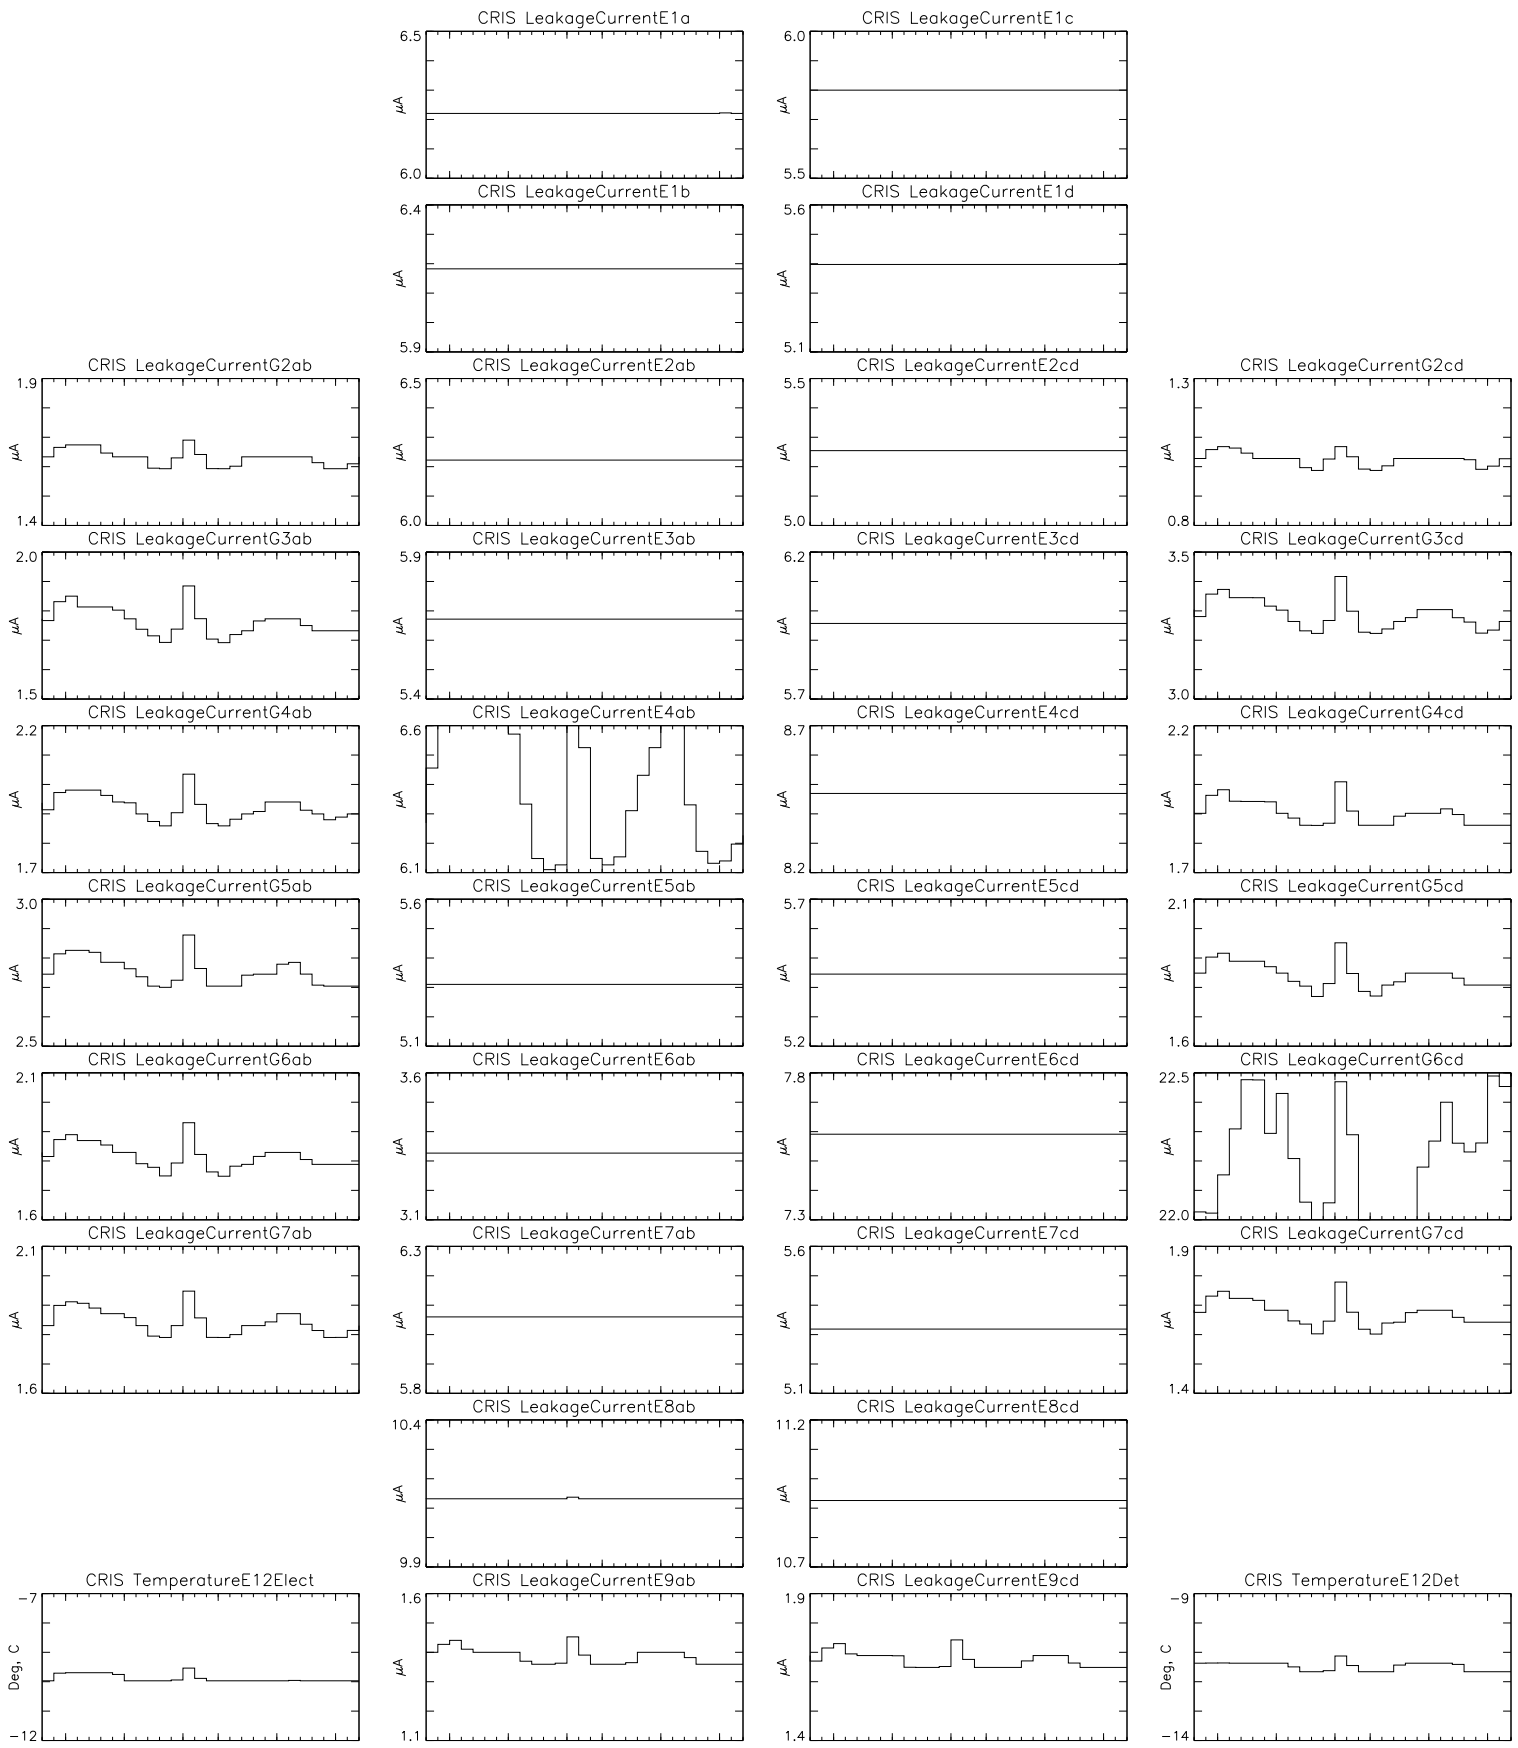 CRIS LeakageCurrentE1a
6.5
μA
6.0
CRIS LeakageCurrentE1c
6.0
μA
5.5
CRIS LeakageCurrentE1b
6.4
μA
5.9
CRIS LeakageCurrentE1d
5.6
μA
5.1
CRIS LeakageCurrentG2ab
1.9
μA
1.4
CRIS LeakageCurrentE2ab
6.5
μA
6.0
CRIS LeakageCurrentE2cd
5.5
μA
5.0
CRIS LeakageCurrentG2cd
1.3
μA
0.8
CRIS LeakageCurrentG3ab
2.0
μA
1.5
CRIS LeakageCurrentE3ab
5.9
μA
5.4
CRIS LeakageCurrentE3cd
6.2
μA
5.7
CRIS LeakageCurrentG3cd
3.5
μA
3.0
CRIS LeakageCurrentG4ab
2.2
μA
1.7
CRIS LeakageCurrentE4ab
6.6
μA
6.1
CRIS LeakageCurrentE4cd
8.7
μA
8.2
CRIS LeakageCurrentG4cd
2.2
μA
1.7
CRIS LeakageCurrentG5ab
3.0
μA
2.5
CRIS LeakageCurrentE5ab
5.6
μA
5.1
CRIS LeakageCurrentE5cd
5.7
μA
5.2
CRIS LeakageCurrentG5cd
2.1
μA
1.6
CRIS LeakageCurrentG6ab
2.1
μA
1.6
CRIS LeakageCurrentE6ab
3.6
μA
3.1
CRIS LeakageCurrentE6cd
7.8
μA
7.3
CRIS LeakageCurrentG6cd
22.5
μA
22.0
CRIS LeakageCurrentG7ab
2.1
μA
1.6
CRIS LeakageCurrentE7ab
6.3
μA
5.8
CRIS LeakageCurrentE7cd
5.6
μA
5.1
CRIS LeakageCurrentG7cd
1.9
μA
1.4
CRIS LeakageCurrentE8ab
10.4
μA
9.9
CRIS LeakageCurrentE8cd
11.2
μA
10.7
CRIS TemperatureE12Elect
-7
Deg, C
-12
CRIS LeakageCurrentE9ab
1.6
μA
1.1
CRIS LeakageCurrentE9cd
1.9
μA
1.4
CRIS TemperatureE12Det
-9
Deg, C
-14